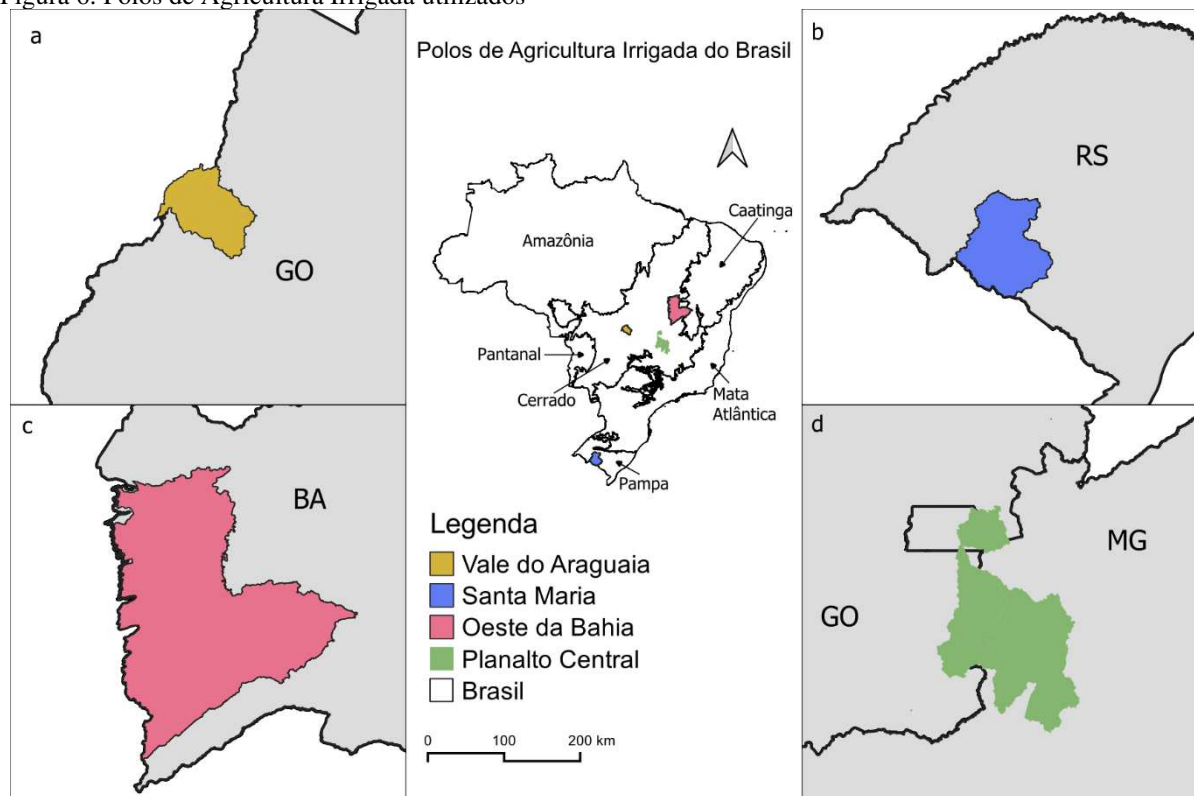 Figura 6. Polos de Agricultura Irrigada utilizados
a
GO
Polos de Agricultura Irrigada do Brasil
Amazônia
Caatinga
Pantanal
Cerrado
Mata
Atlântica
Pampa
Legenda
Vale do Araguaia
Santa Maria
Oeste da Bahia
Planalto Central
Brasil
0 100 200 km
b
RS
c
BA
d
MG
GO